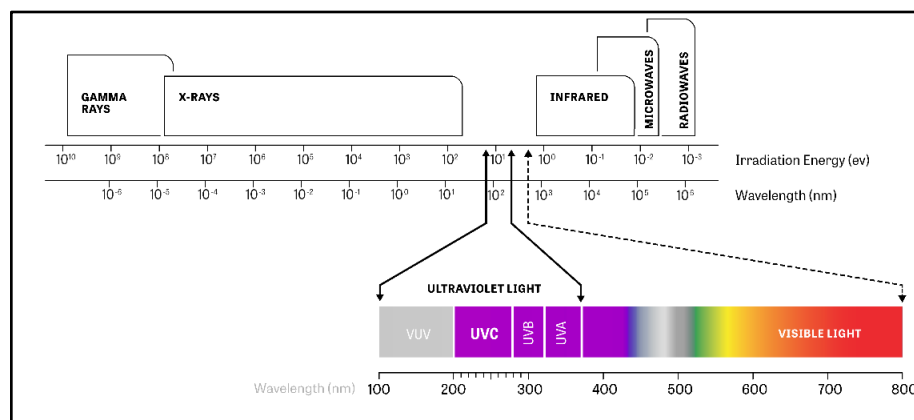 GAMMA
RAYS
X-RAYS
INFRARED
MICROWAVES
RADIOWAVES
10¹⁰ 10⁹ 10⁸ 10⁷ 10⁶ 10⁵ 10⁴ 10³ 10² 10¹ 10⁰ 10⁻¹ 10⁻² 10⁻³ Irradiation Energy (ev)
10⁻⁶ 10⁻⁵ 10⁻⁴ 10⁻³ 10⁻² 10⁻¹ 10⁰ 10¹ 10² 10³ 10⁴ 10⁵ 10⁶ Wavelength (nm)
ULTRAVIOLET LIGHT
VUV UVC UVB UVA VISIBLE LIGHT
Wavelength (nm) 100 200 300 400 500 600 700 800